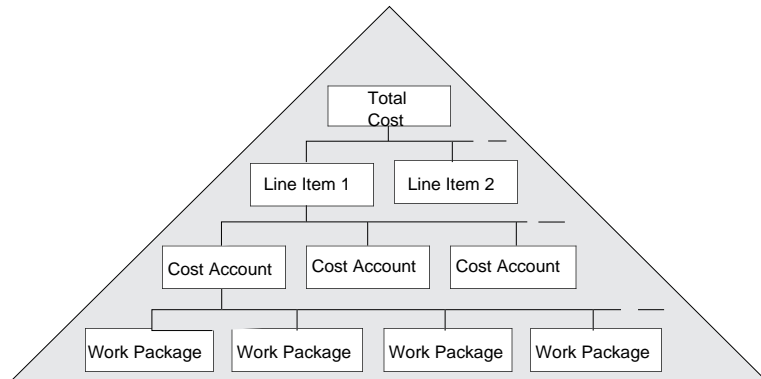 Total
Cost
Line Item 1
Line Item 2
Cost Account
Cost Account
Cost Account
Work Package
Work Package
Work Package
Work Package